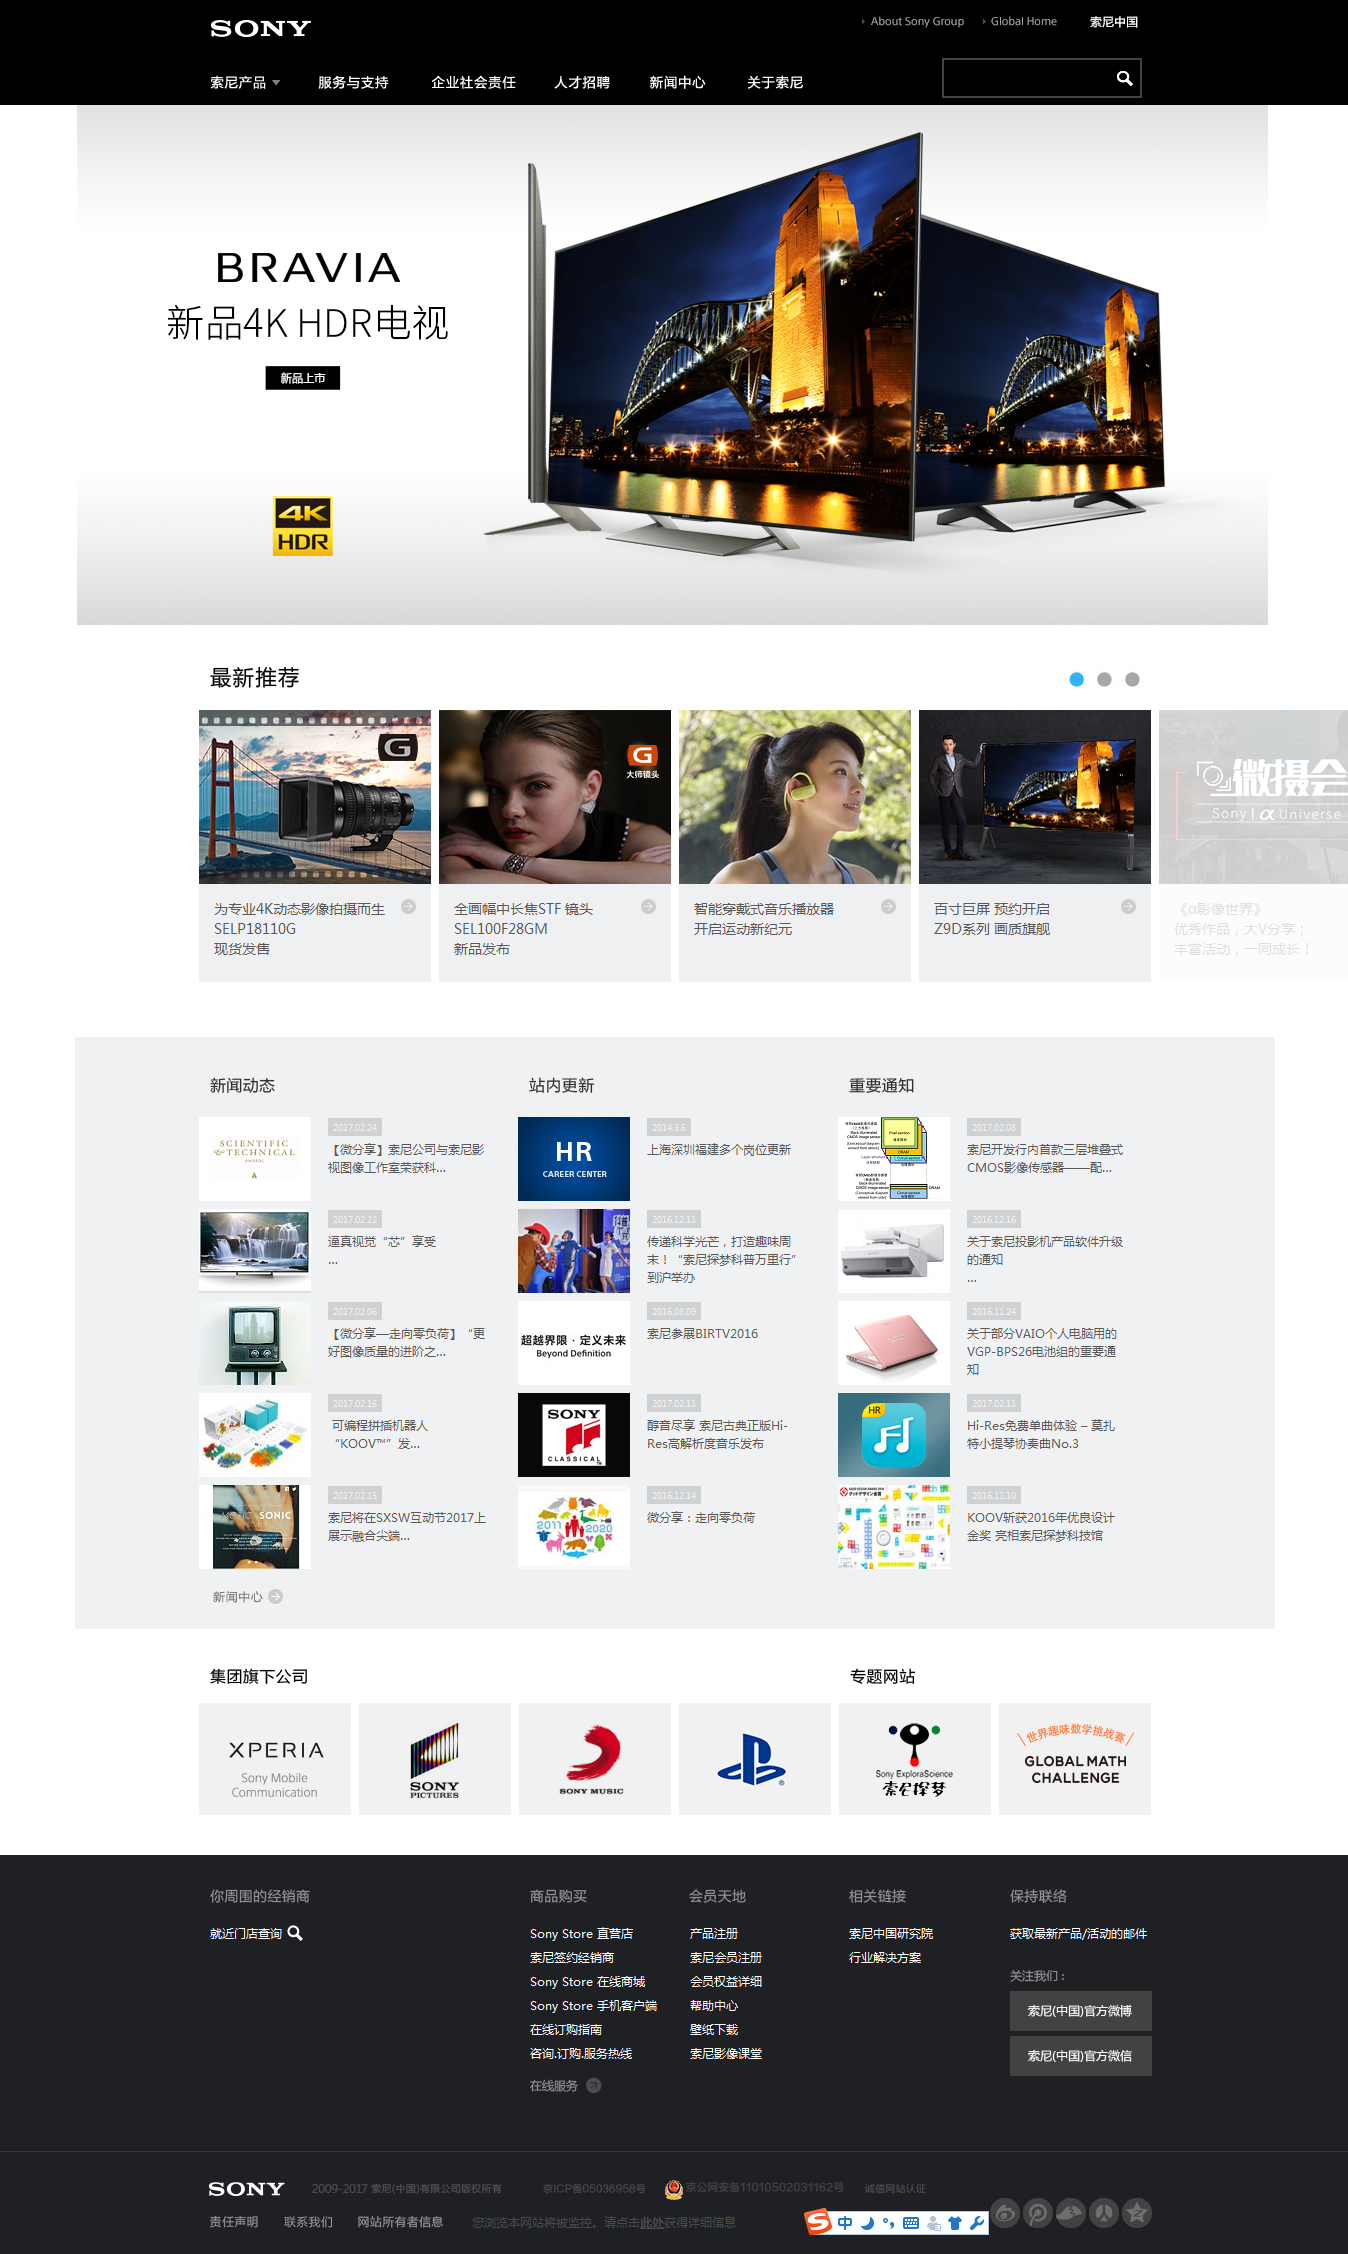 SONY
About Sony Group
Global Home
索尼中国
索尼产品
服务与支持
企业社会责任
人才招聘
新闻中心
关于索尼
BRAVIA
新品4K HDR电视
新品上市
4K
HDR
最新推荐
G
为专业4K动态影像拍摄而生
SELP18110G
现货发售
G
大师镜头
全画幅中长焦STF 镜头
SEL100F28GM
新品发布
智能穿戴式音乐播放器
开启运动新纪元
百寸巨屏 预约开启
Z9D系列 画质旗舰
微摄会
Sony | α Universe
《α影像世界》
优秀作品，大V分享；
丰富活动，一同成长！
新闻动态
SCIENTIFIC
& TECHNICAL
AWARDS
2017.02.24
【微分享】索尼公司与索尼影
视图像工作室荣获科...
2017.02.22
逼真视觉“芯”享受
...
2017.02.06
【微分享—走向零负荷】“更
好图像质量的进阶之...
2017.02.16
可编程拼插机器人
“KOOV™”发...
2017.02.15
索尼将在SXSW互动节2017上
展示融合尖端...
新闻中心
站内更新
HR
CAREER CENTER
2014.3.6
上海深圳福建多个岗位更新
2016.12.13
传递科学光芒，打造趣味周
末！“索尼探梦科普万里行”
到沪举办
超越界限·定义未来
Beyond Definition
2016.08.09
索尼参展BIRTV2016
SONY
CLASSICAL
2017.02.13
醇音尽享 索尼古典正版Hi-
Res高解析度音乐发布
2011 2020
2016.12.14
微分享：走向零负荷
重要通知
2017.02.08
索尼开发行内首款三层堆叠式
CMOS影像传感器——配...
2016.12.16
关于索尼投影机产品软件升级
的通知
...
2016.11.24
关于部分VAIO个人电脑用的
VGP-BPS26电池组的重要通
知
HR
2017.02.13
Hi-Res免费单曲体验 – 莫扎
特小提琴协奏曲No.3
2016.11.10
KOOV斩获2016年优良设计
金奖 亮相索尼探梦科技馆
集团旗下公司
专题网站
XPERIA
Sony Mobile
Communication
SONY
PICTURES
SONY MUSIC
Sony ExploraScience
索尼探梦
世界趣味数学挑战赛
GLOBAL MATH
CHALLENGE
你周围的经销商
就近门店查询
商品购买
Sony Store 直营店
索尼签约经销商
Sony Store 在线商城
Sony Store 手机客户端
在线订购指南
咨询.订购.服务热线
在线服务
会员天地
产品注册
索尼会员注册
会员权益详细
帮助中心
壁纸下载
索尼影像课堂
相关链接
索尼中国研究院
行业解决方案
保持联络
获取最新产品/活动的邮件
关注我们：
索尼(中国)官方微博
索尼(中国)官方微信
SONY
2009-2017 索尼(中国)有限公司版权所有
京ICP备05036958号
京公网安备11010502031162号
诚信网站认证
责任声明
联系我们
网站所有者信息
您浏览本网站将被监控。请点击此处获得详细信息
中